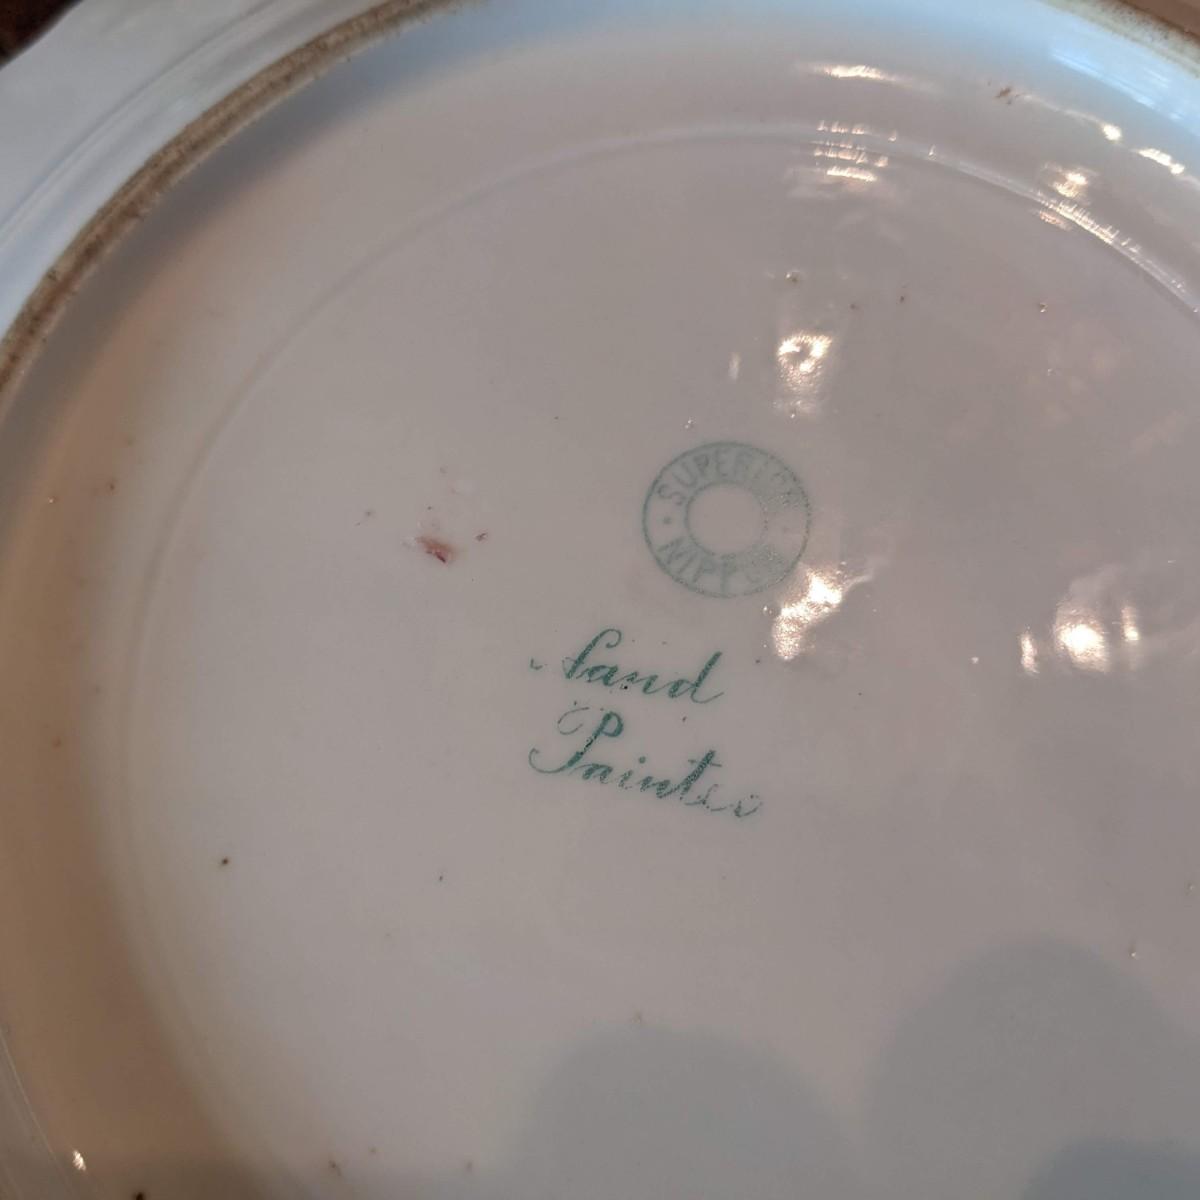 SUPERIOR
NIPPON
Hand
Painted